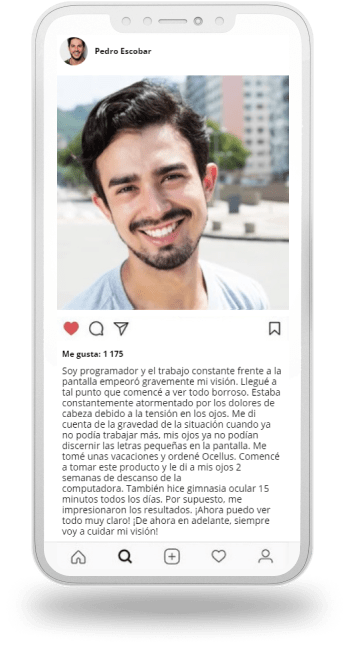 Pedro Escobar
Me gusta: 1 175
Soy programador y el trabajo constante frente a la
pantalla empeoró gravemente mi visión. Llegué a
tal punto que comencé a ver todo borroso. Estaba
constantemente atormentado por los dolores de
cabeza debido a la tensión en los ojos. Me di
cuenta de la gravedad de la situación cuando ya
no podía trabajar más, mis ojos ya no podían
discernir las letras pequeñas en la pantalla. Me
tomé unas vacaciones y ordené Ocellus. Comencé
a tomar este producto y le di a mis ojos 2
semanas de descanso de la
computadora. También hice gimnasia ocular 15
minutos todos los días. Por supuesto, me
impresionaron los resultados. ¡Ahora puedo ver
todo muy claro! ¡De ahora en adelante, siempre
voy a cuidar mi visión!